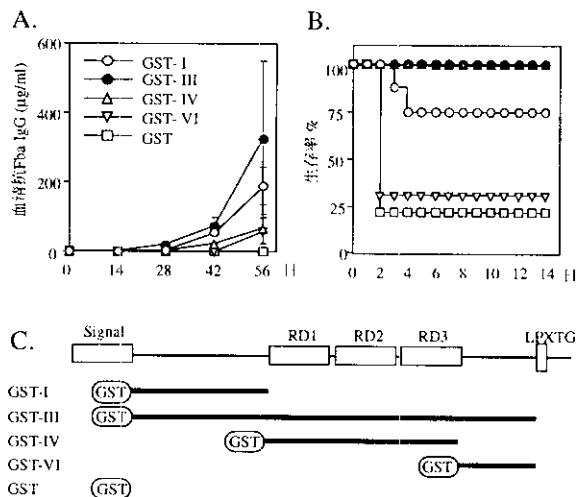 A.
600
400
200
0
血清抗Fba IgG (μg/ml)
GST- I
GST- III
GST- IV
GST- VI
GST
0 14 28 42 56 日
B.
100
75
50
25
0
生存率 %
0 2 4 6 8 10 12 14 日
C.
Signal RD1 RD2 RD3 LPXTG
GST-I GST
GST-III GST
GST-IV GST
GST-VI GST
GST GST